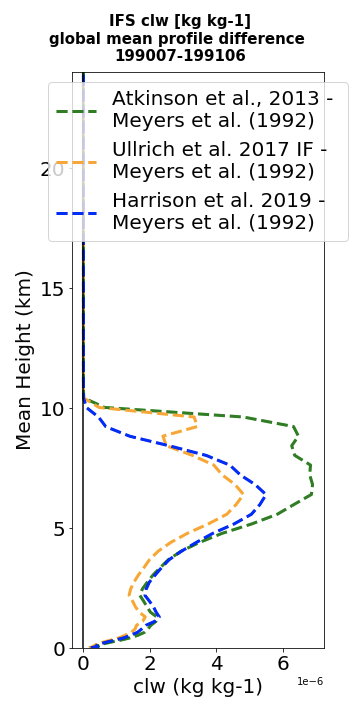 IFS clw [kg kg-1]
global mean profile difference
199007-199106
Atkinson et al., 2013 -
Meyers et al. (1992)
Ullrich et al. 2017 IF -
Meyers et al. (1992)
Harrison et al. 2019 -
Meyers et al. (1992)
20
15
10
5
0
Mean Height (km)
0 2 4 6
1e-6
clw (kg kg-1)